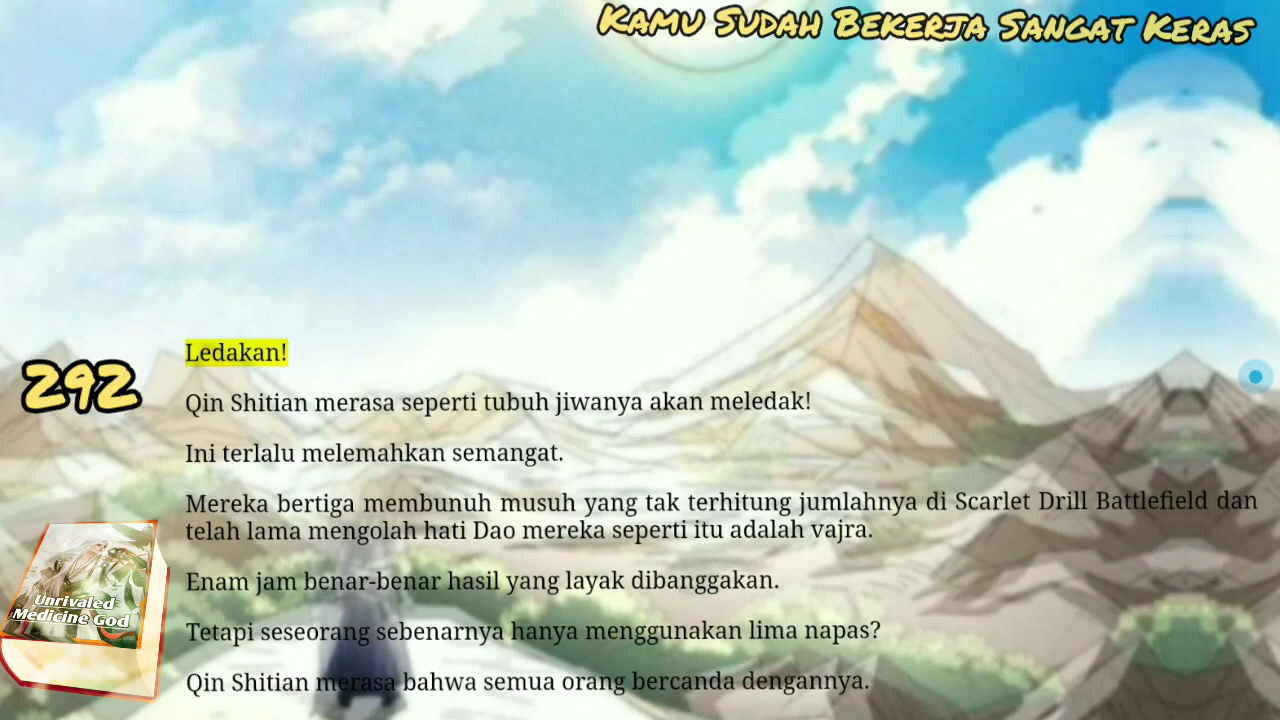 Kamu Sudah Bekerja Sangat Keras
292
Ledakan!
Qin Shitian merasa seperti tubuh jiwanya akan meledak!
Ini terlalu melemahkan semangat.
Mereka bertiga membunuh musuh yang tak terhitung jumlahnya di Scarlet Drill Battlefield dan
telah lama mengolah hati Dao mereka seperti itu adalah vajra.
Enam jam benar-benar hasil yang layak dibanggakan.
Tetapi seseorang sebenarnya hanya menggunakan lima napas?
Qin Shitian merasa bahwa semua orang bercanda dengannya.
Unrivaled
Medicine God